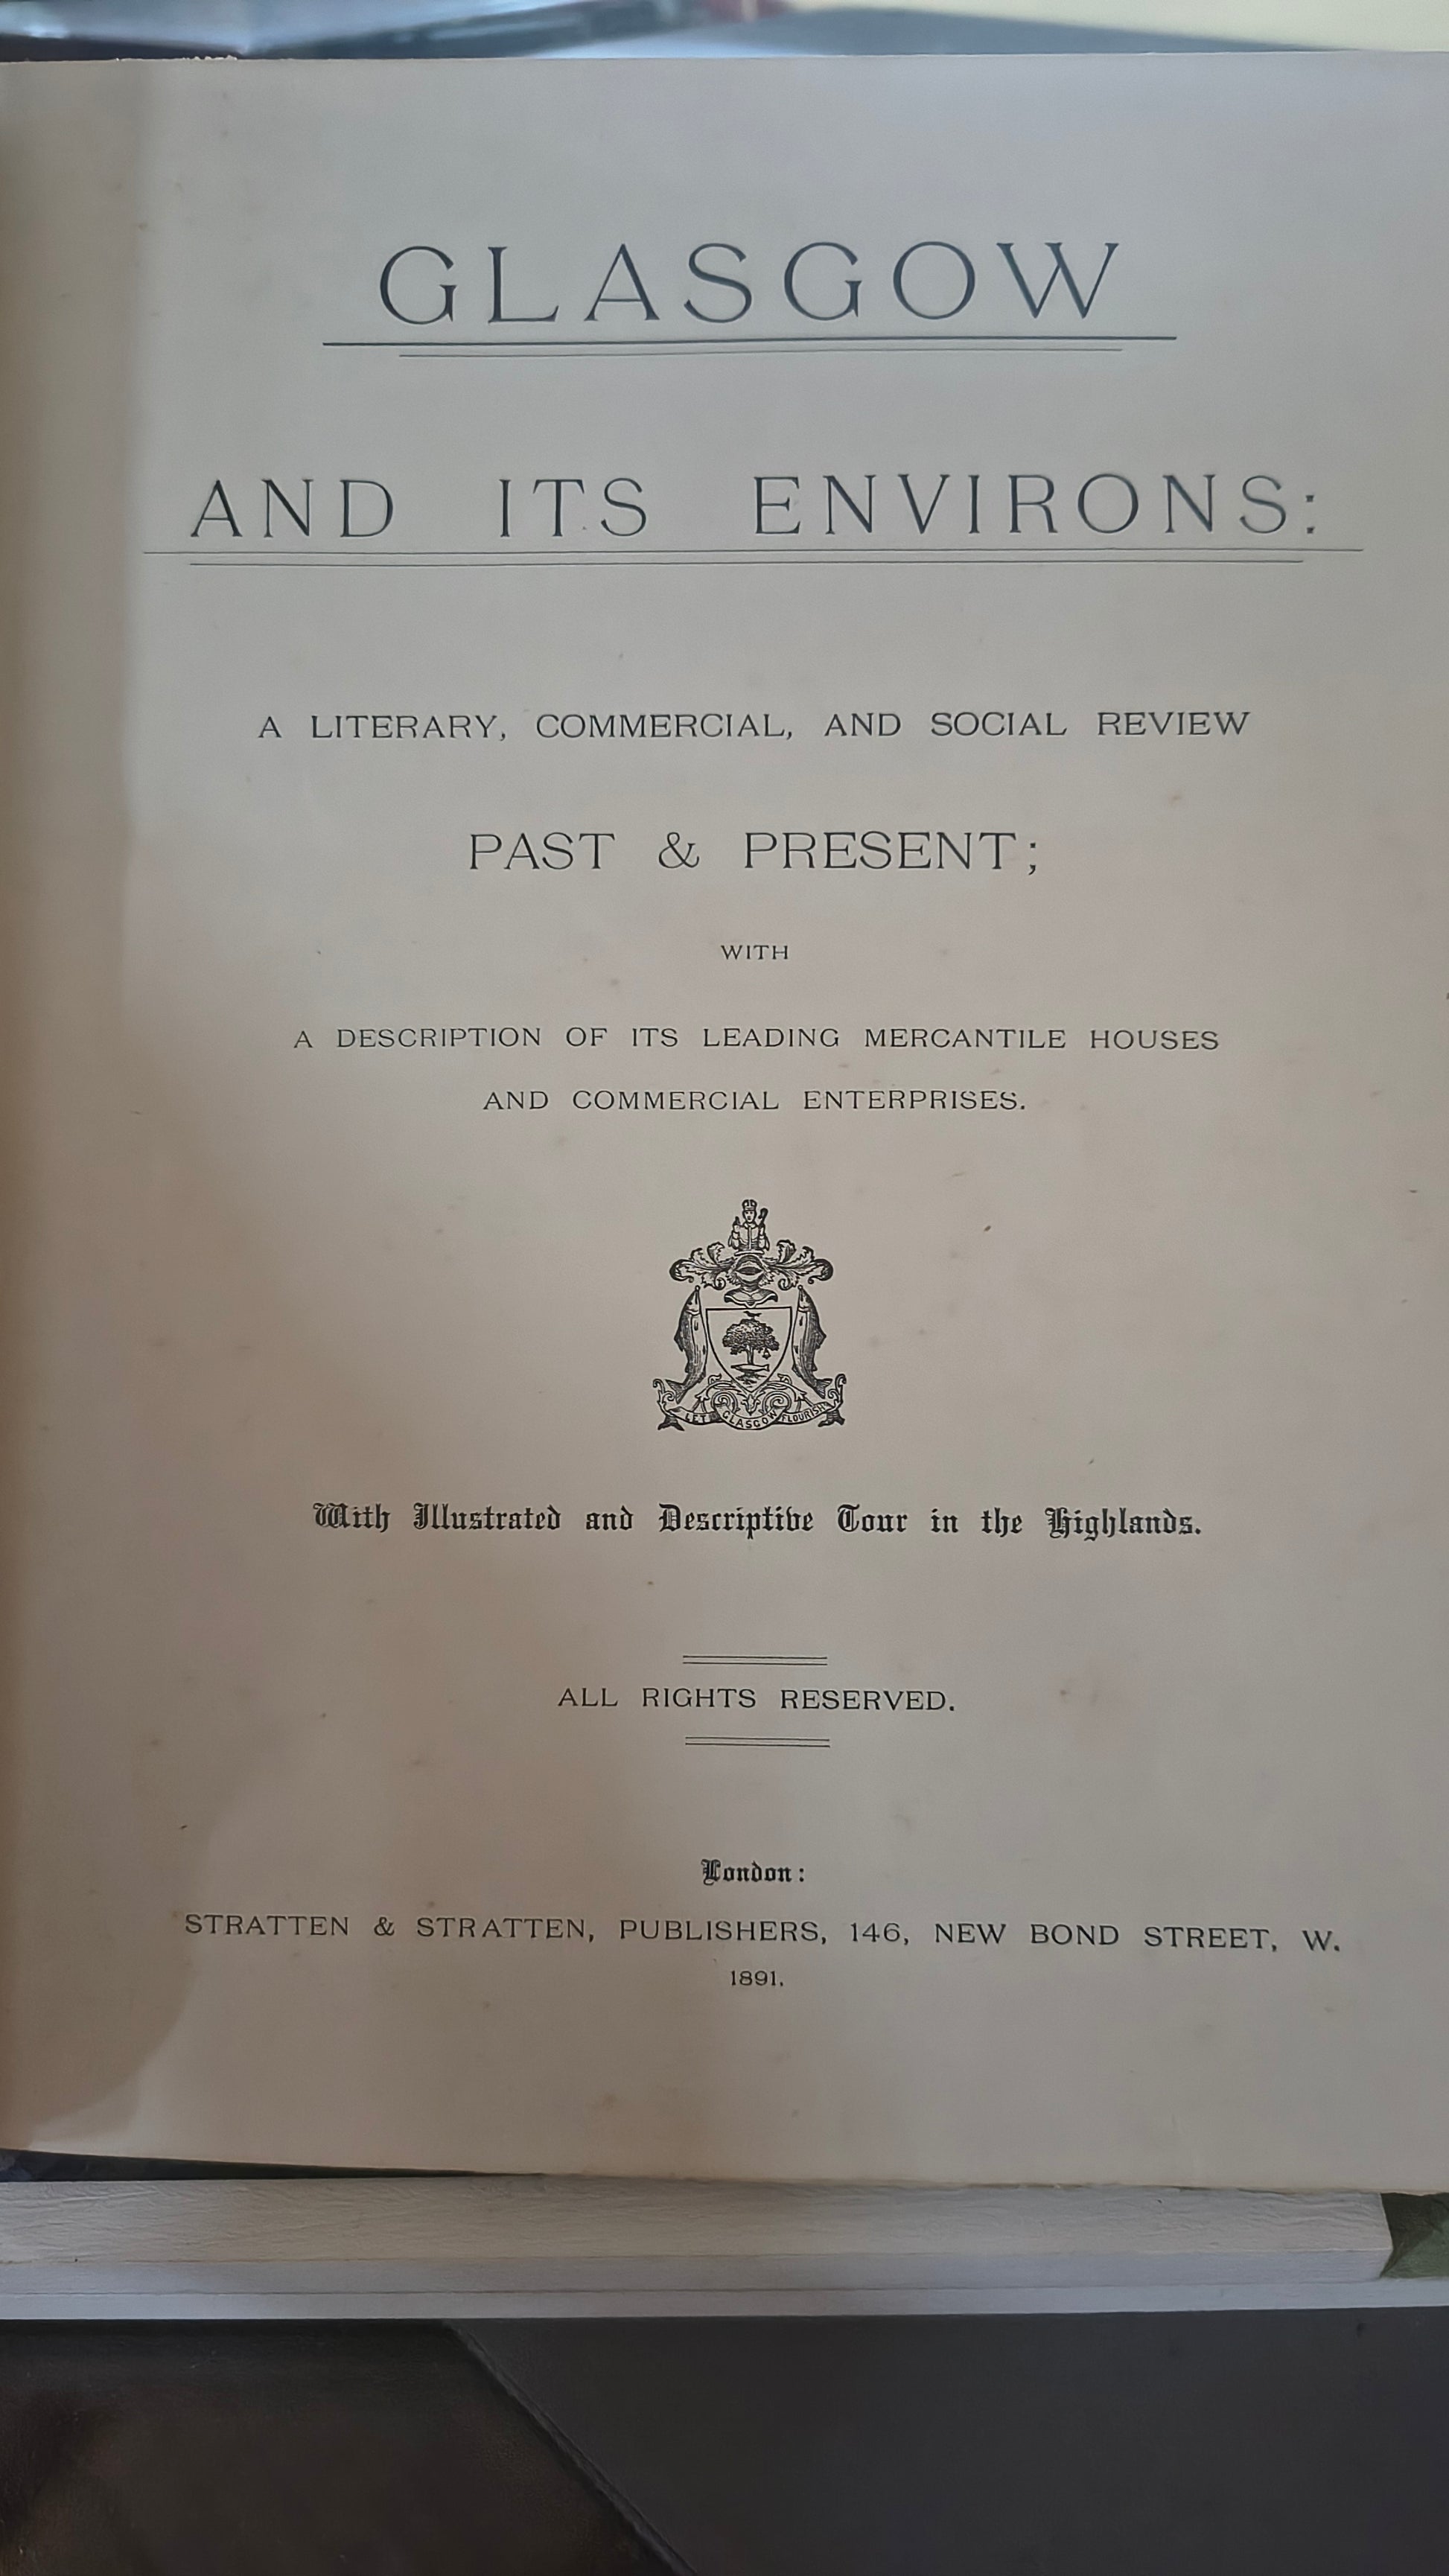 GLASGOW
AND ITS ENVIRONS:
A LITERARY, COMMERCIAL, AND SOCIAL REVIEW
PAST & PRESENT;
WITH
A DESCRIPTION OF ITS LEADING MERCANTILE HOUSES
AND COMMERCIAL ENTERPRISES.
LET GLASGOW FLOURISH
With Illustrated and Descriptive Tour in the Highlands.
ALL RIGHTS RESERVED.
London:
STRATTEN & STRATTEN, PUBLISHERS, 146, NEW BOND STREET, W.
1891.